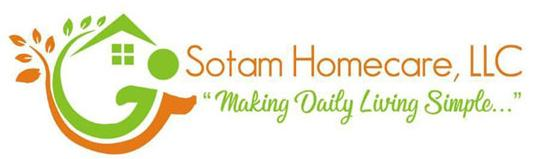 Sotam Homecare, LLC
“Making Daily Living Simple...”